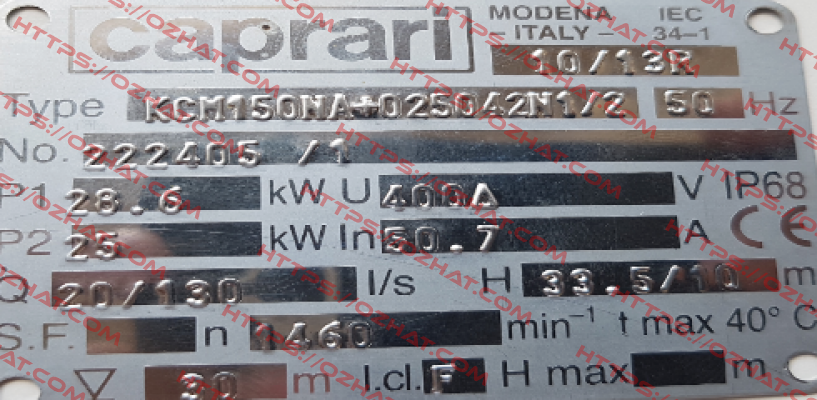 caprari MODENA IEC
- ITALY - 34-1
10/13R
Type KCM150NA+025042N1/2 50 Hz
No. 222405 /1
P1 28.6 kW U 400Δ V IP68
P2 25 kW In 50.7 A CE
Q 20/130 l/s H 33.5/10 m
S.F. n 1460 min⁻¹ t max 40° C
▽ 30 m I.cl. F H max m
HTTPS://OZHAT.COM